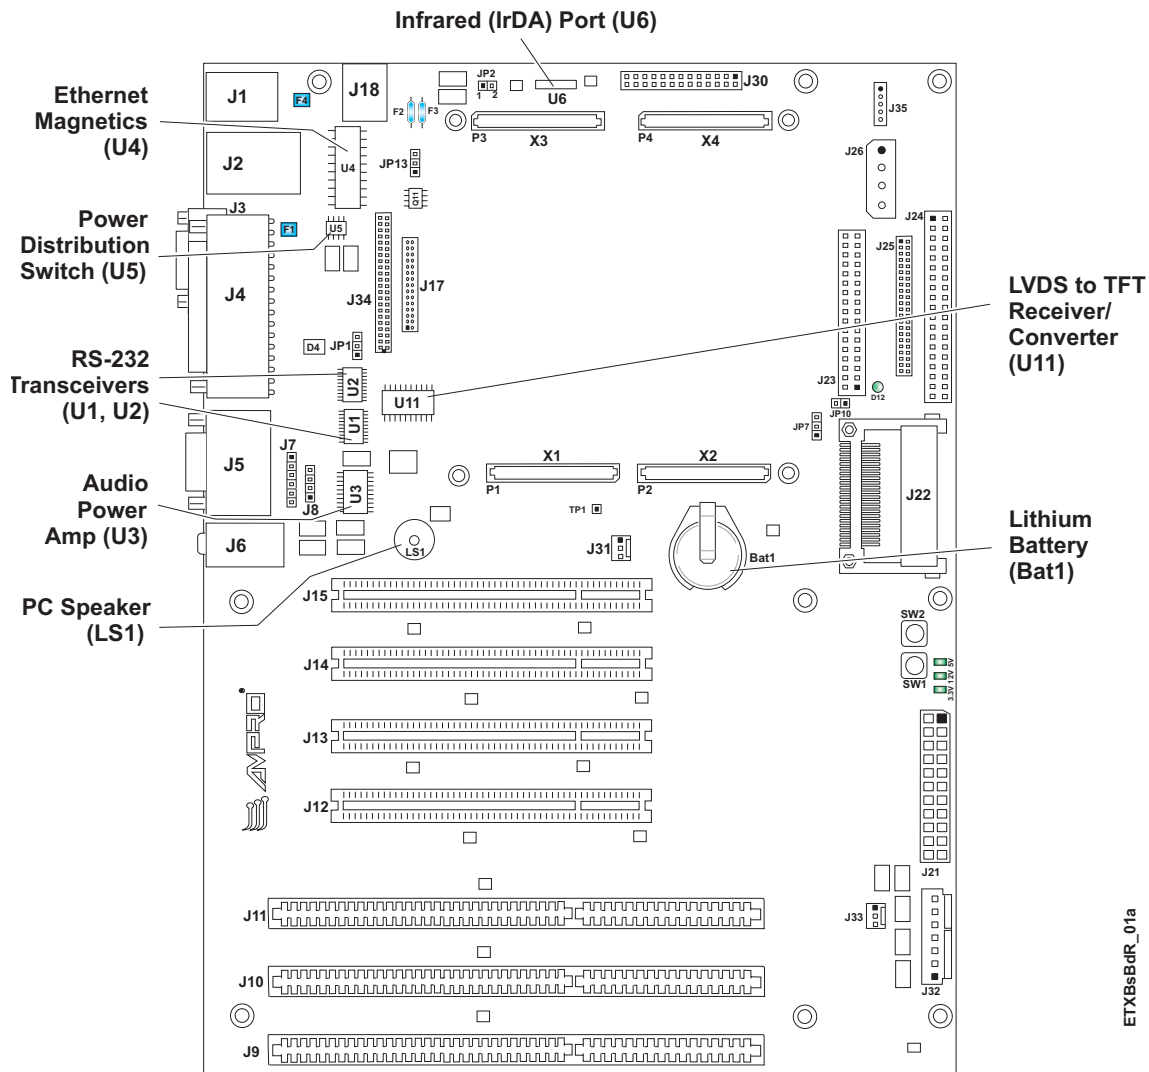 Infrared (IrDA) Port (U6)
Ethernet
Magnetics
(U4)
Power
Distribution
Switch (U5)
RS-232
Transceivers
(U1, U2)
Audio
Power
Amp (U3)
PC Speaker
(LS1)
LVDS to TFT
Receiver/
Converter
(U11)
Lithium
Battery
(Bat1)
J1
F4
J18
F2
F3
JP2
1 2
U6
J30
P3
X3
P4
X4
J35
J2
U4
JP13
Q11
J26
J3
F1
U5
J24
J25
J4
J34
J17
D4
JP1
U2
U11
U1
J23
D12
JP10
JP7
J5
J7
J8
U3
X1
P1
X2
P2
J22
TP1
J6
LS1
J31
Bat1
J15
SW2
J14
SW1
3.3V 12V 5V
AMPRO
®
J13
J12
J21
J11
J33
J10
J32
J9
ETXBsBdR_01a